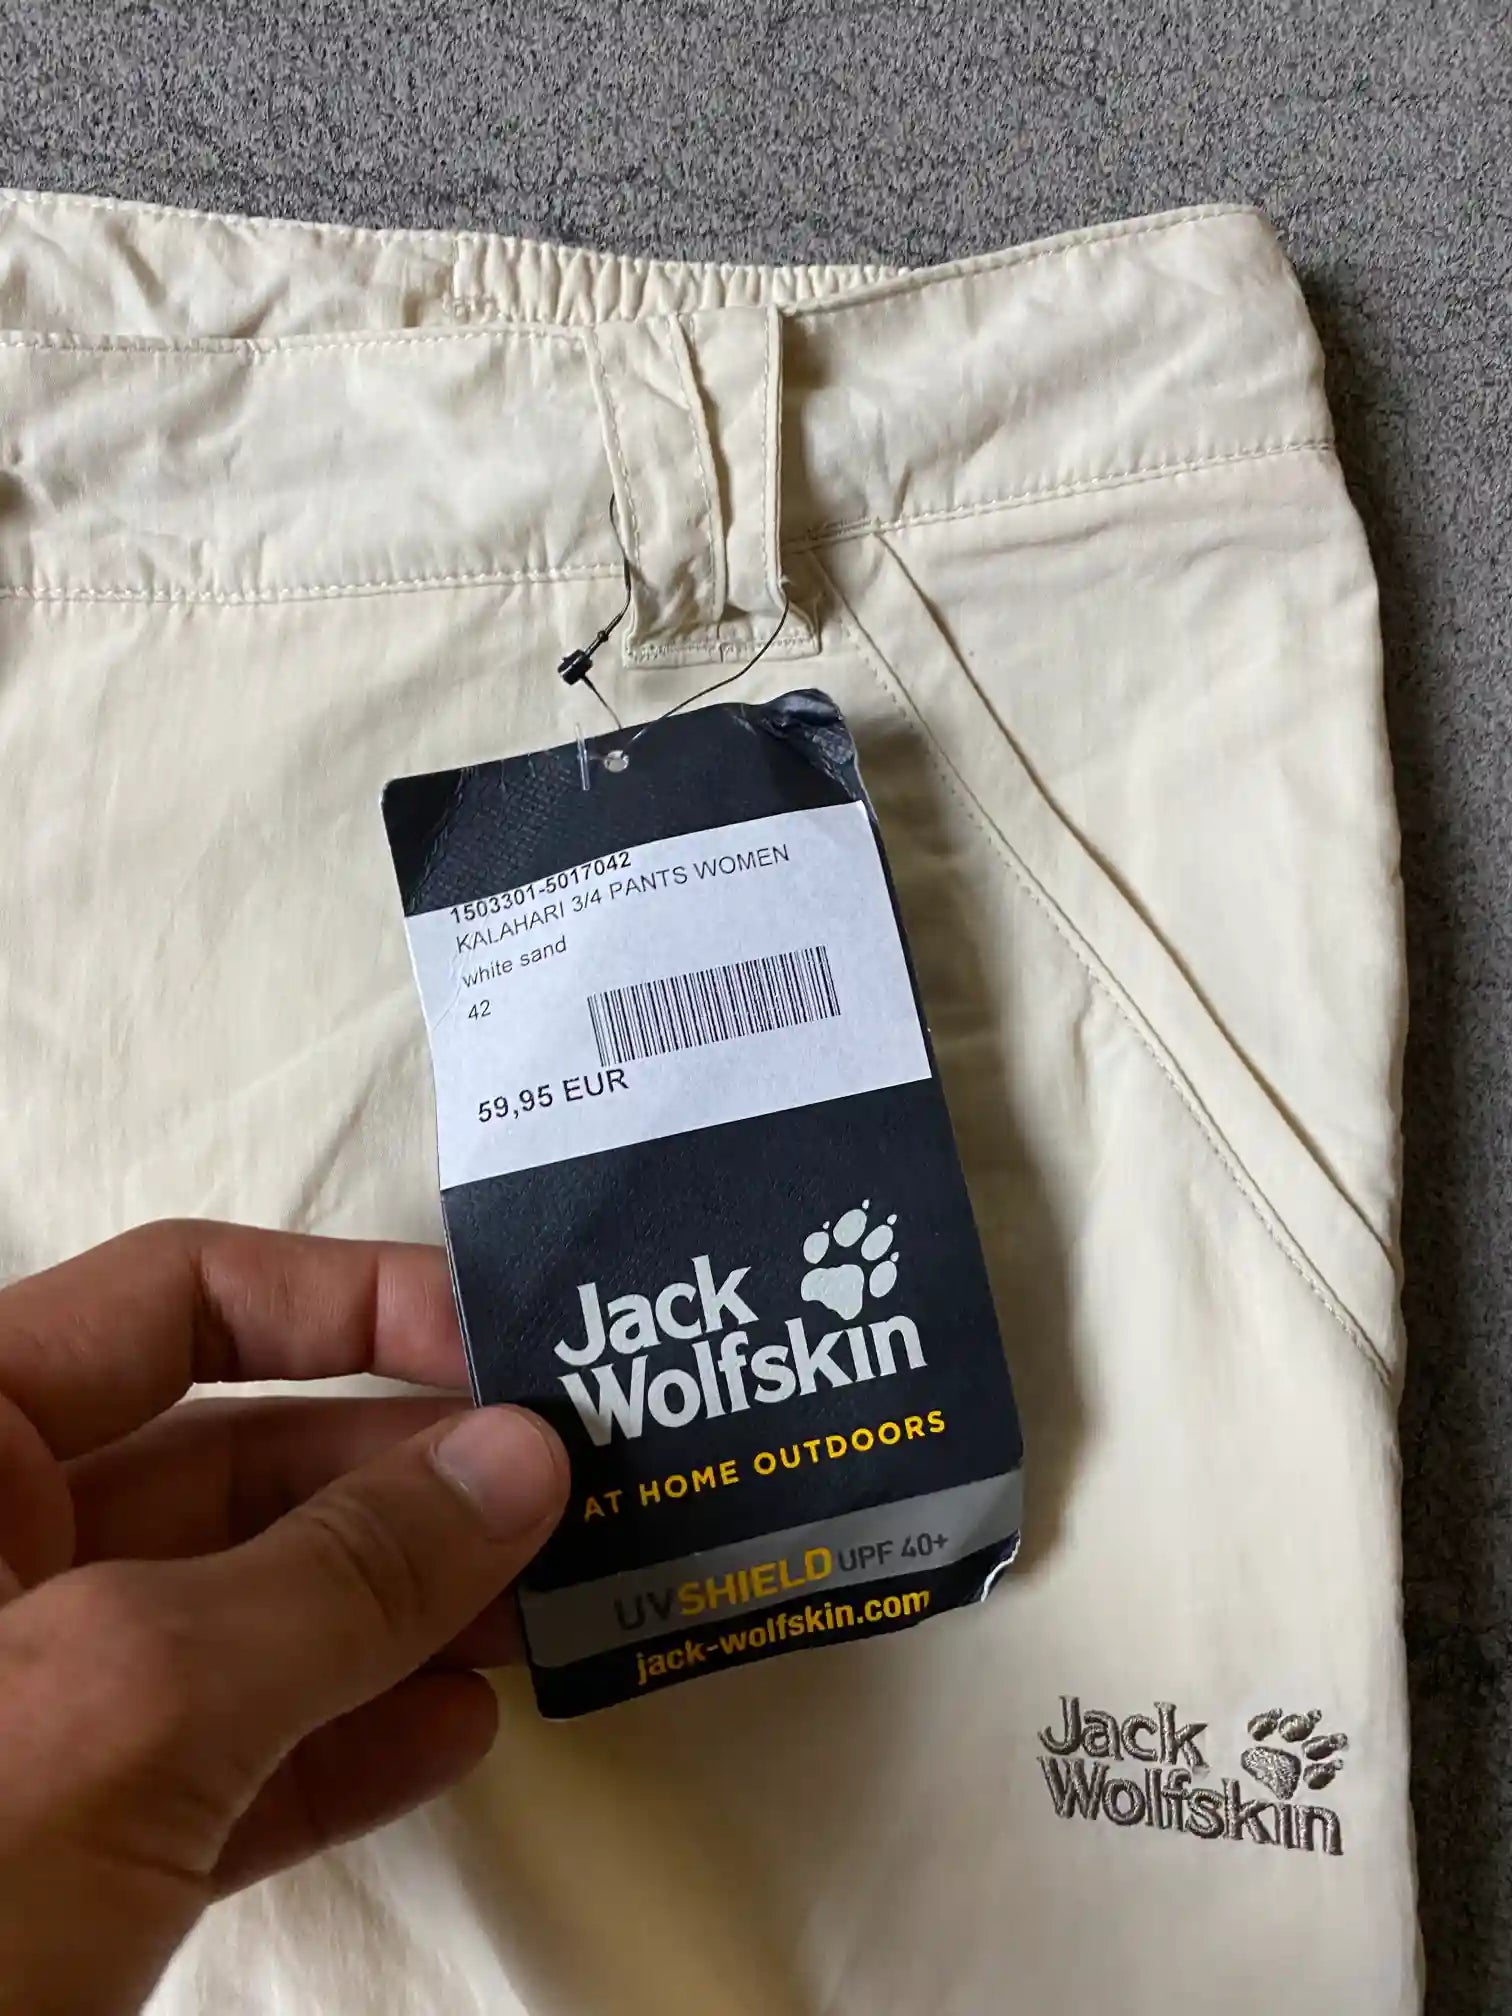 1503301-5017042
KALAHARI 3/4 PANTS WOMEN
white sand
42
59,95 EUR
Jack
Wolfskin
AT HOME OUTDOORS
UVSHIELD UPF 40+
jack-wolfskin.com
Jack
Wolfskin